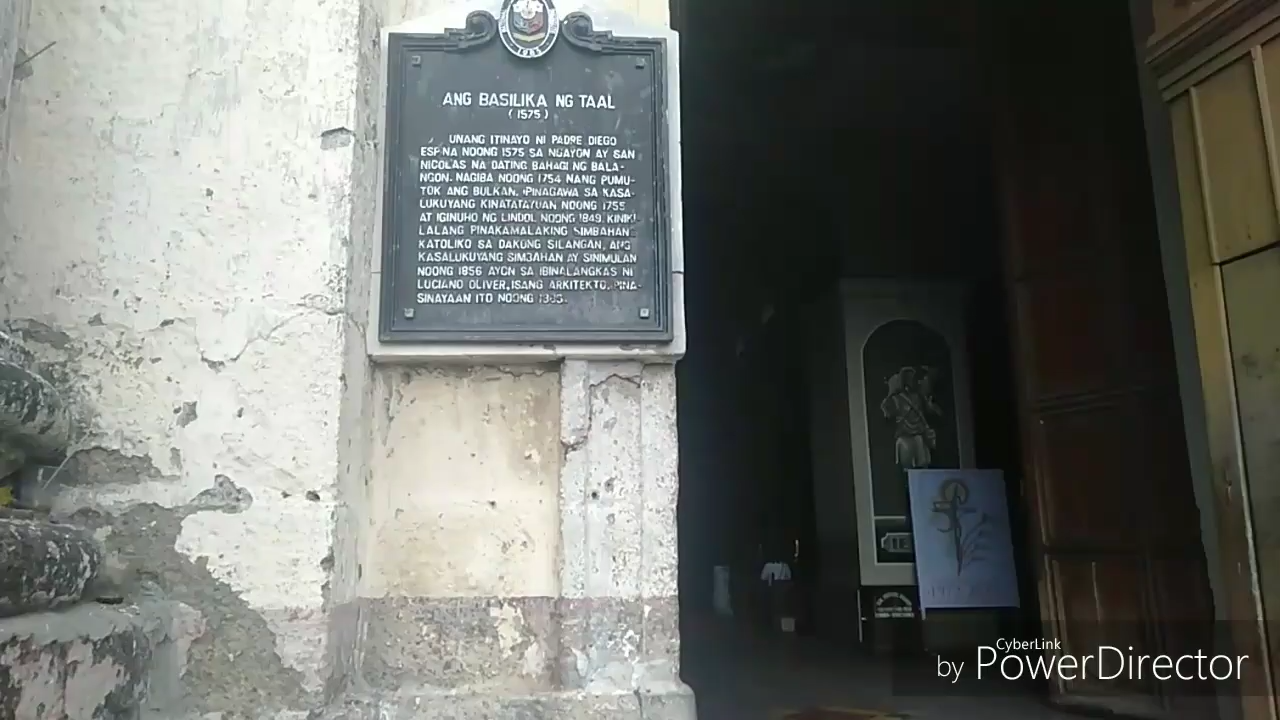 ANG BASILIKA NG TAAL
(1575)
UNANG ITINAYO NI PADRE DIEGO
ESPINA NOONG 1575 SA NGAYON AY SAN
NICOLAS NA DATING BAHAGI NG BALA-
NGON. NAGIBA NOONG 1754 NANG PUMU-
TOK ANG BULKAN. IPINAGAWA SA KASA-
LUKUYANG KINATATAYUAN NOONG 1755
AT IGINUHO NG LINDOL NOONG 1849. KINIKI-
LALANG PINAKAMALAKING SIMBAHANG
KATOLIKO SA DAKONG SILANGAN, ANG
KASALUKUYANG SIMBAHAN AY SINIMULAN
NOONG 1856 AYON SA IBINALANGKAS NI
LUCIANO OLIVER, ISANG ARKITEKTO. PINA-
SINAYAAN ITO NOONG
CyberLink
by PowerDirector